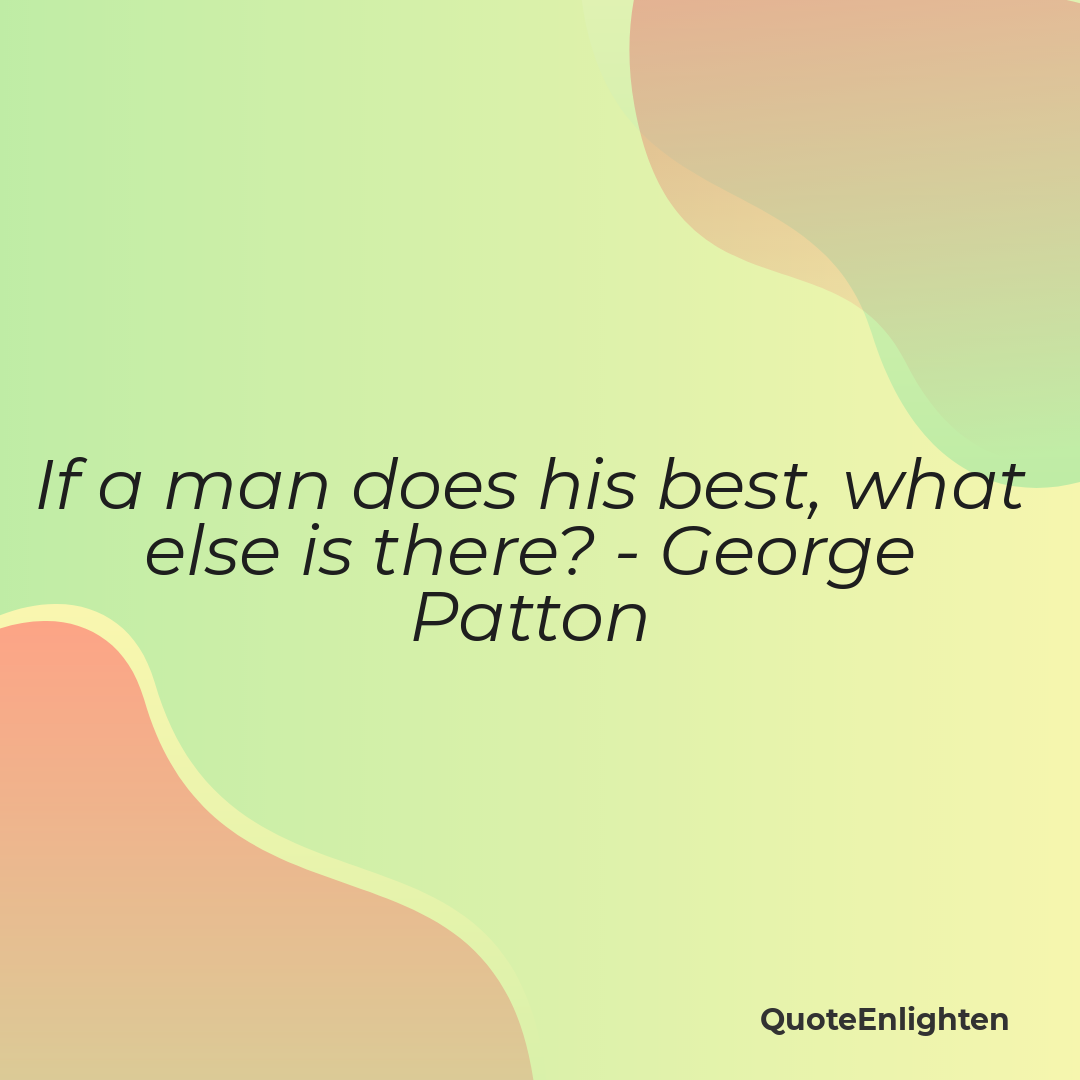 If a man does his best, what
else is there? - George
Patton
QuoteEnlighten